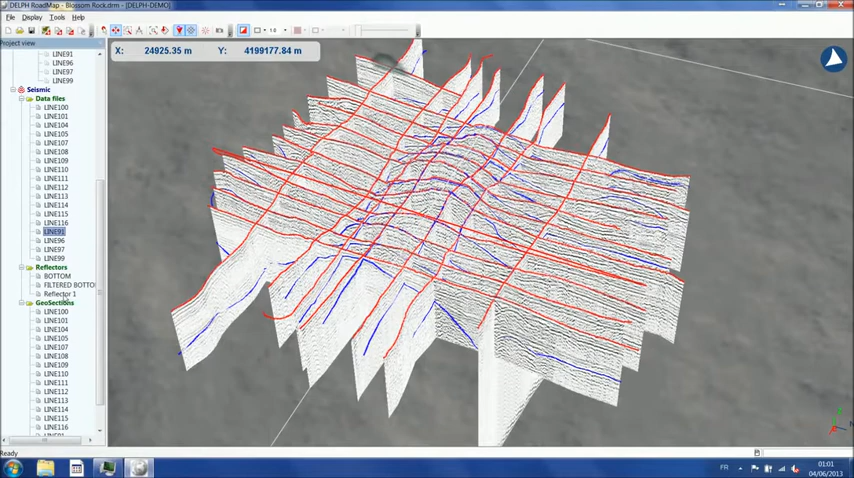 DELPH RoadMap - Blossom Rock.drm - [DELPH-DEMO]
File Display Tools Help
Project view
X: 24925.35 m Y: 4199177.84 m
LINE91
LINE96
LINE97
LINE99
Seismic
Data files
LINE100
LINE101
LINE104
LINE105
LINE107
LINE108
LINE109
LINE110
LINE111
LINE112
LINE113
LINE114
LINE115
LINE116
LINE91
LINE96
LINE97
LINE99
Reflectors
BOTTOM
FILTERED BOTTO
Reflector 1
GeoSections
LINE100
LINE101
LINE104
LINE105
LINE107
LINE108
LINE109
LINE110
LINE111
LINE112
LINE113
LINE114
LINE115
LINE116
Ready
FR
01:01
04/06/2013